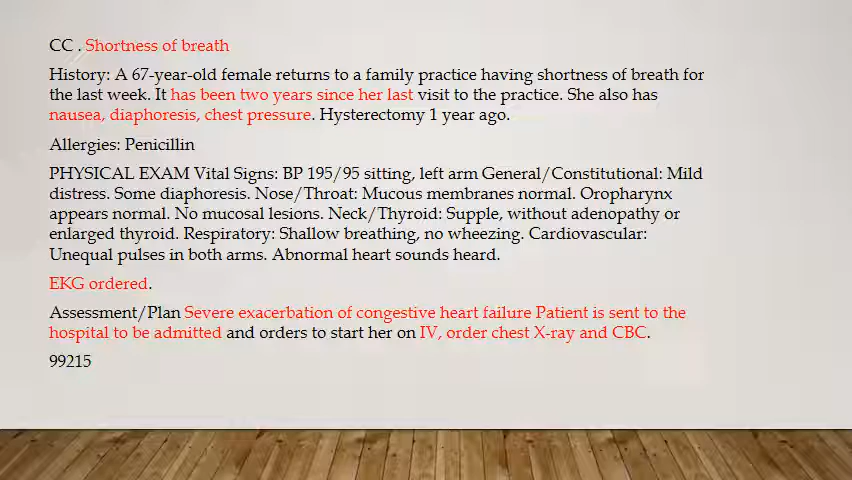 CC . Shortness of breath
History: A 67-year-old female returns to a family practice having shortness of breath for
the last week. It has been two years since her last visit to the practice. She also has
nausea, diaphoresis, chest pressure. Hysterectomy 1 year ago.
Allergies: Penicillin
PHYSICAL EXAM Vital Signs: BP 195/95 sitting, left arm General/Constitutional: Mild
distress. Some diaphoresis. Nose/Throat: Mucous membranes normal. Oropharynx
appears normal. No mucosal lesions. Neck/Thyroid: Supple, without adenopathy or
enlarged thyroid. Respiratory: Shallow breathing, no wheezing. Cardiovascular:
Unequal pulses in both arms. Abnormal heart sounds heard.
EKG ordered.
Assessment/Plan Severe exacerbation of congestive heart failure Patient is sent to the
hospital to be admitted and orders to start her on IV, order chest X-ray and CBC.
99215